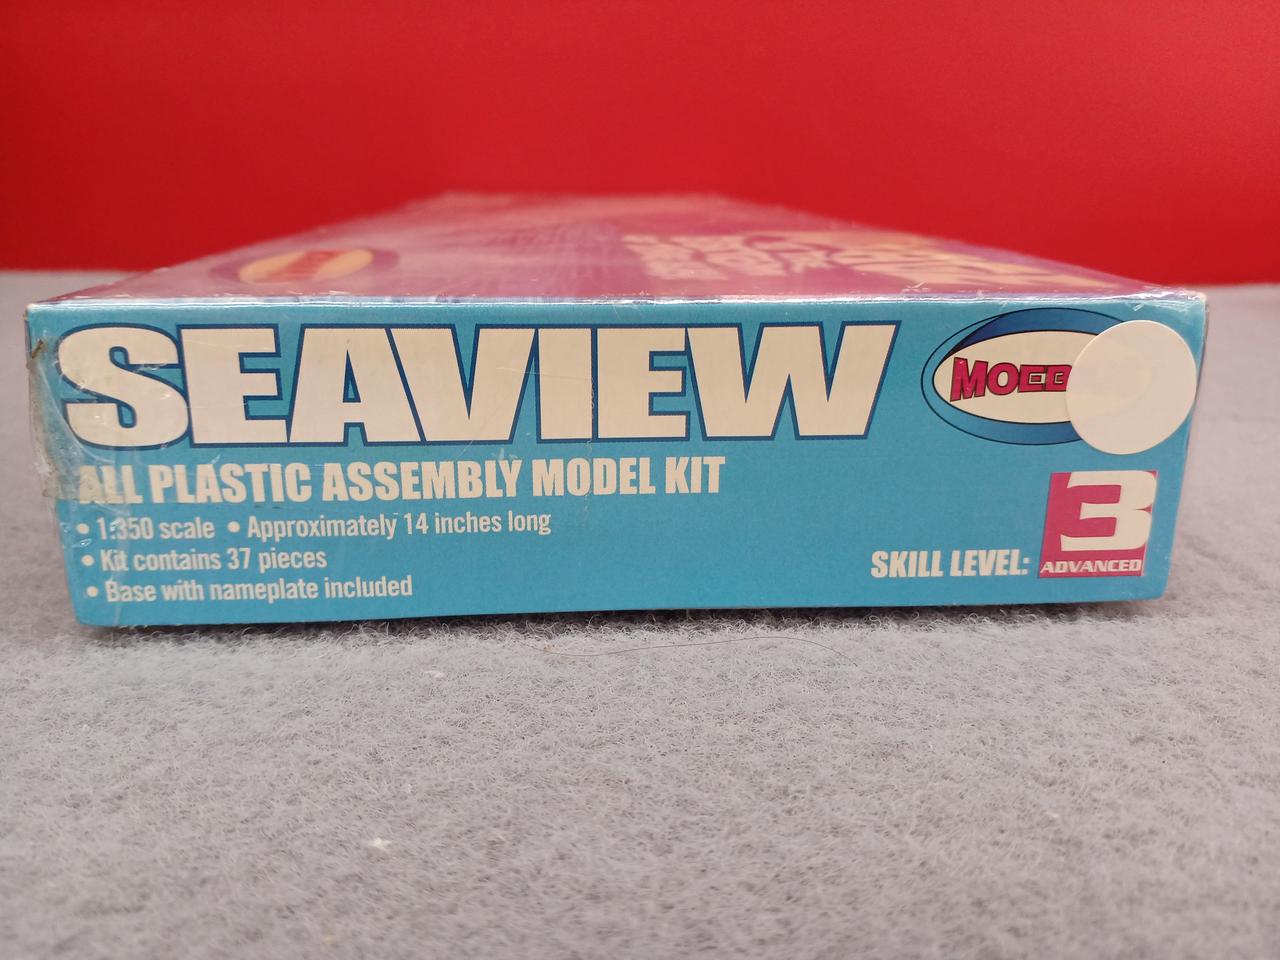 SEAVIEW
ALL PLASTIC ASSEMBLY MODEL KIT
• 1:350 scale • Approximately 14 inches long
• Kit contains 37 pieces
• Base with nameplate included
SKILL LEVEL:
3
ADVANCED